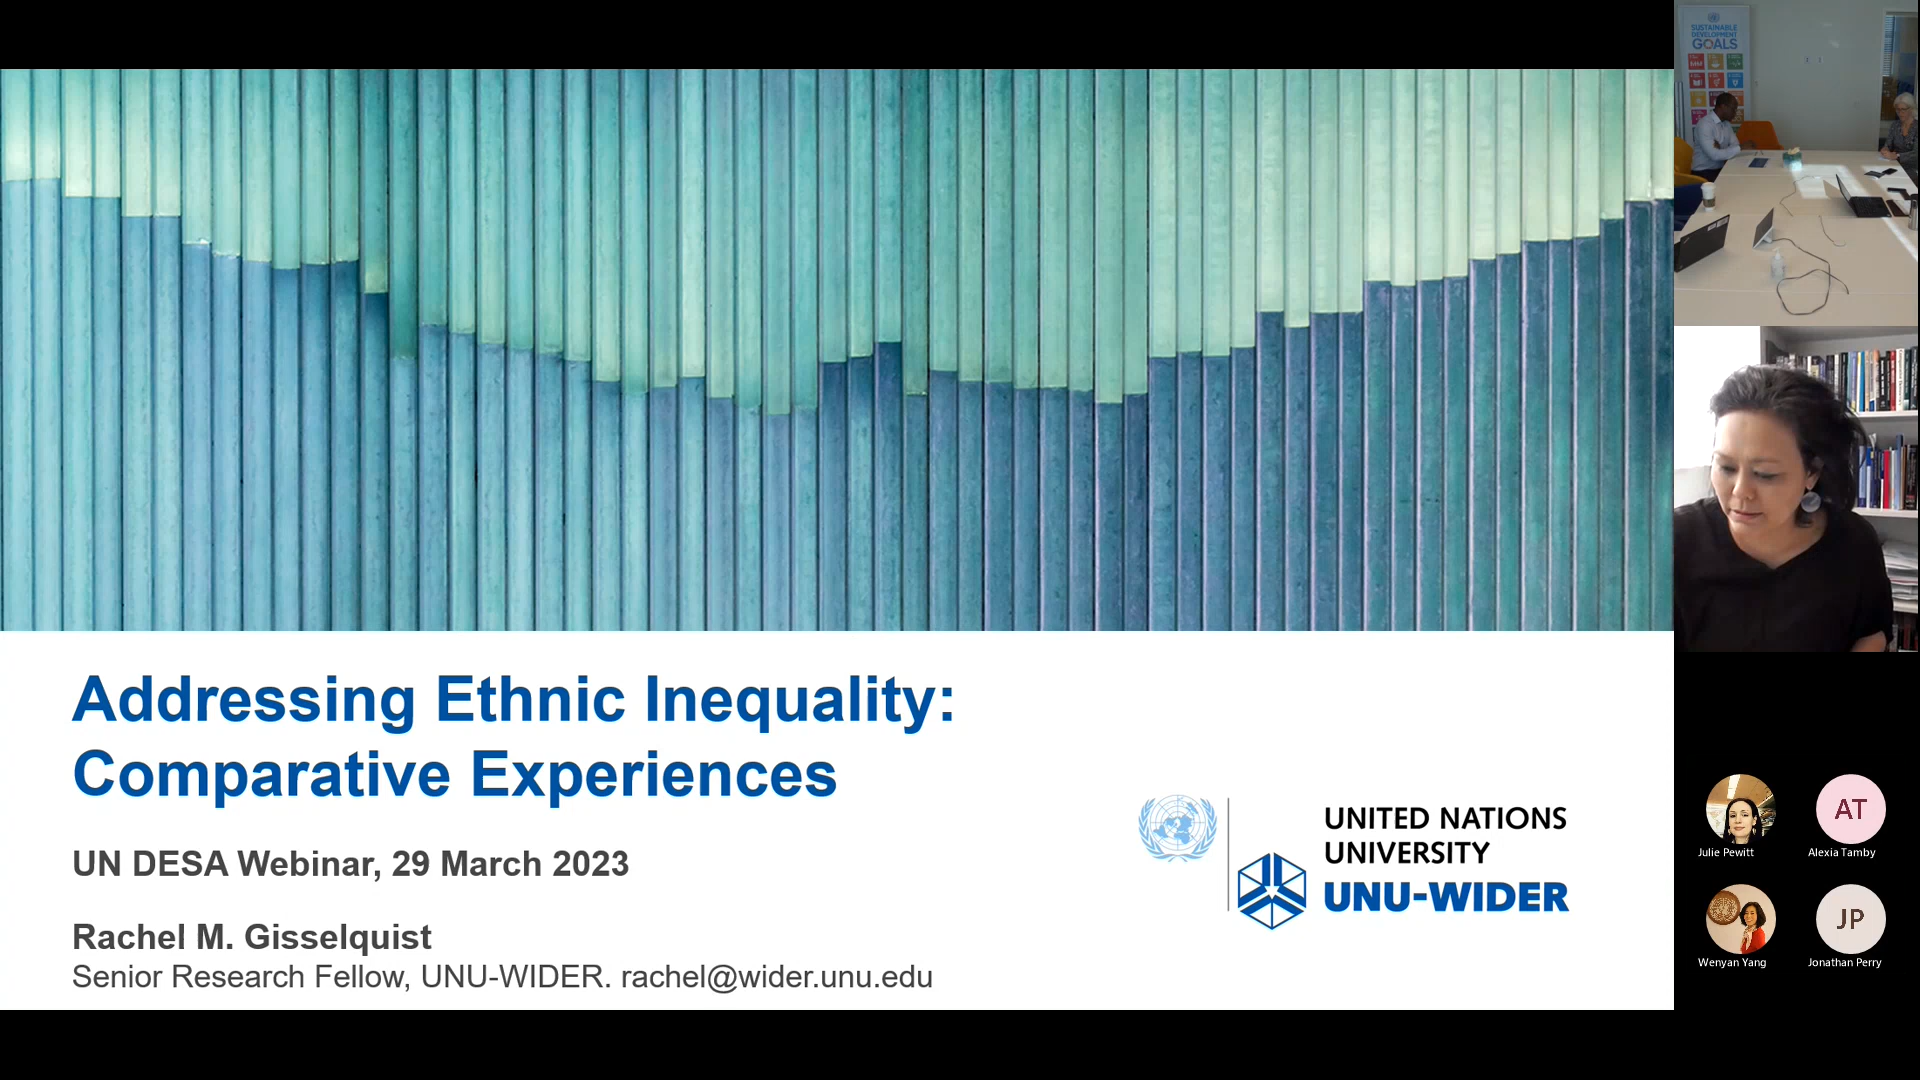 Addressing Ethnic Inequality:
Comparative Experiences
UN DESA Webinar, 29 March 2023
Rachel M. Gisselquist
Senior Research Fellow, UNU-WIDER. rachel@wider.unu.edu
UNITED NATIONS
UNIVERSITY
UNU-WIDER
SUSTAINABLE
DEVELOPMENT
GOALS
AT
Julie Pewitt
Alexia Tamby
JP
Wenyan Yang
Jonathan Perry